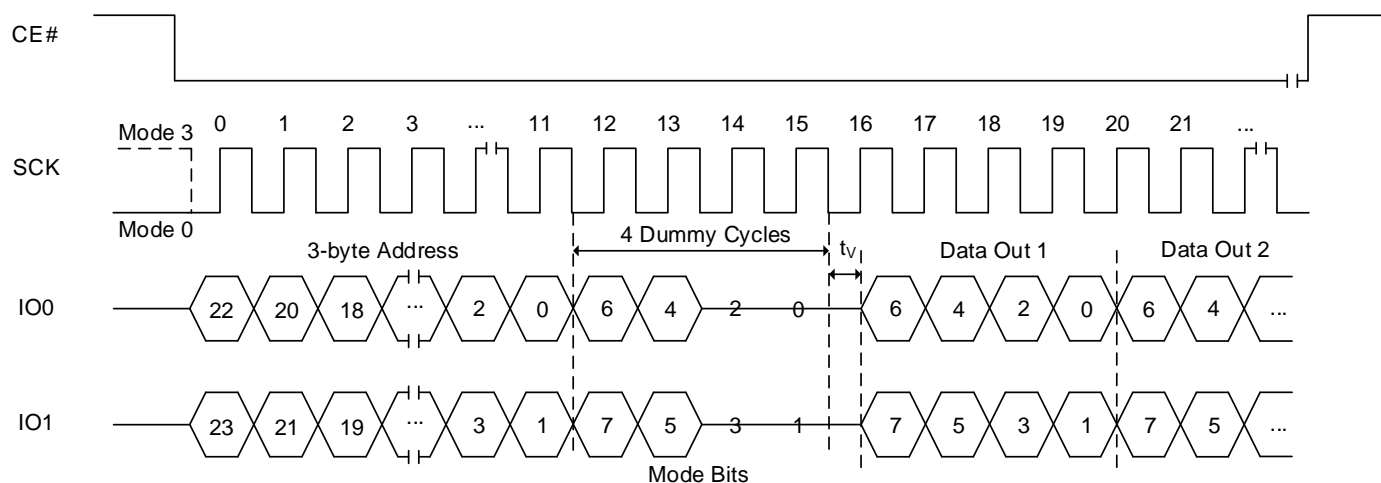 CE#
Mode 3 0 1 2 3 ... 11 12 13 14 15 16 17 18 19 20 21 ...
SCK
Mode 0
3-byte Address 4 Dummy Cycles tV Data Out 1 Data Out 2
IO0 22 20 18 ... 2 0 6 4 2 0 6 4 2 0 6 4 ...
IO1 23 21 19 ... 3 1 7 5 3 1 7 5 3 1 7 5 ...
Mode Bits